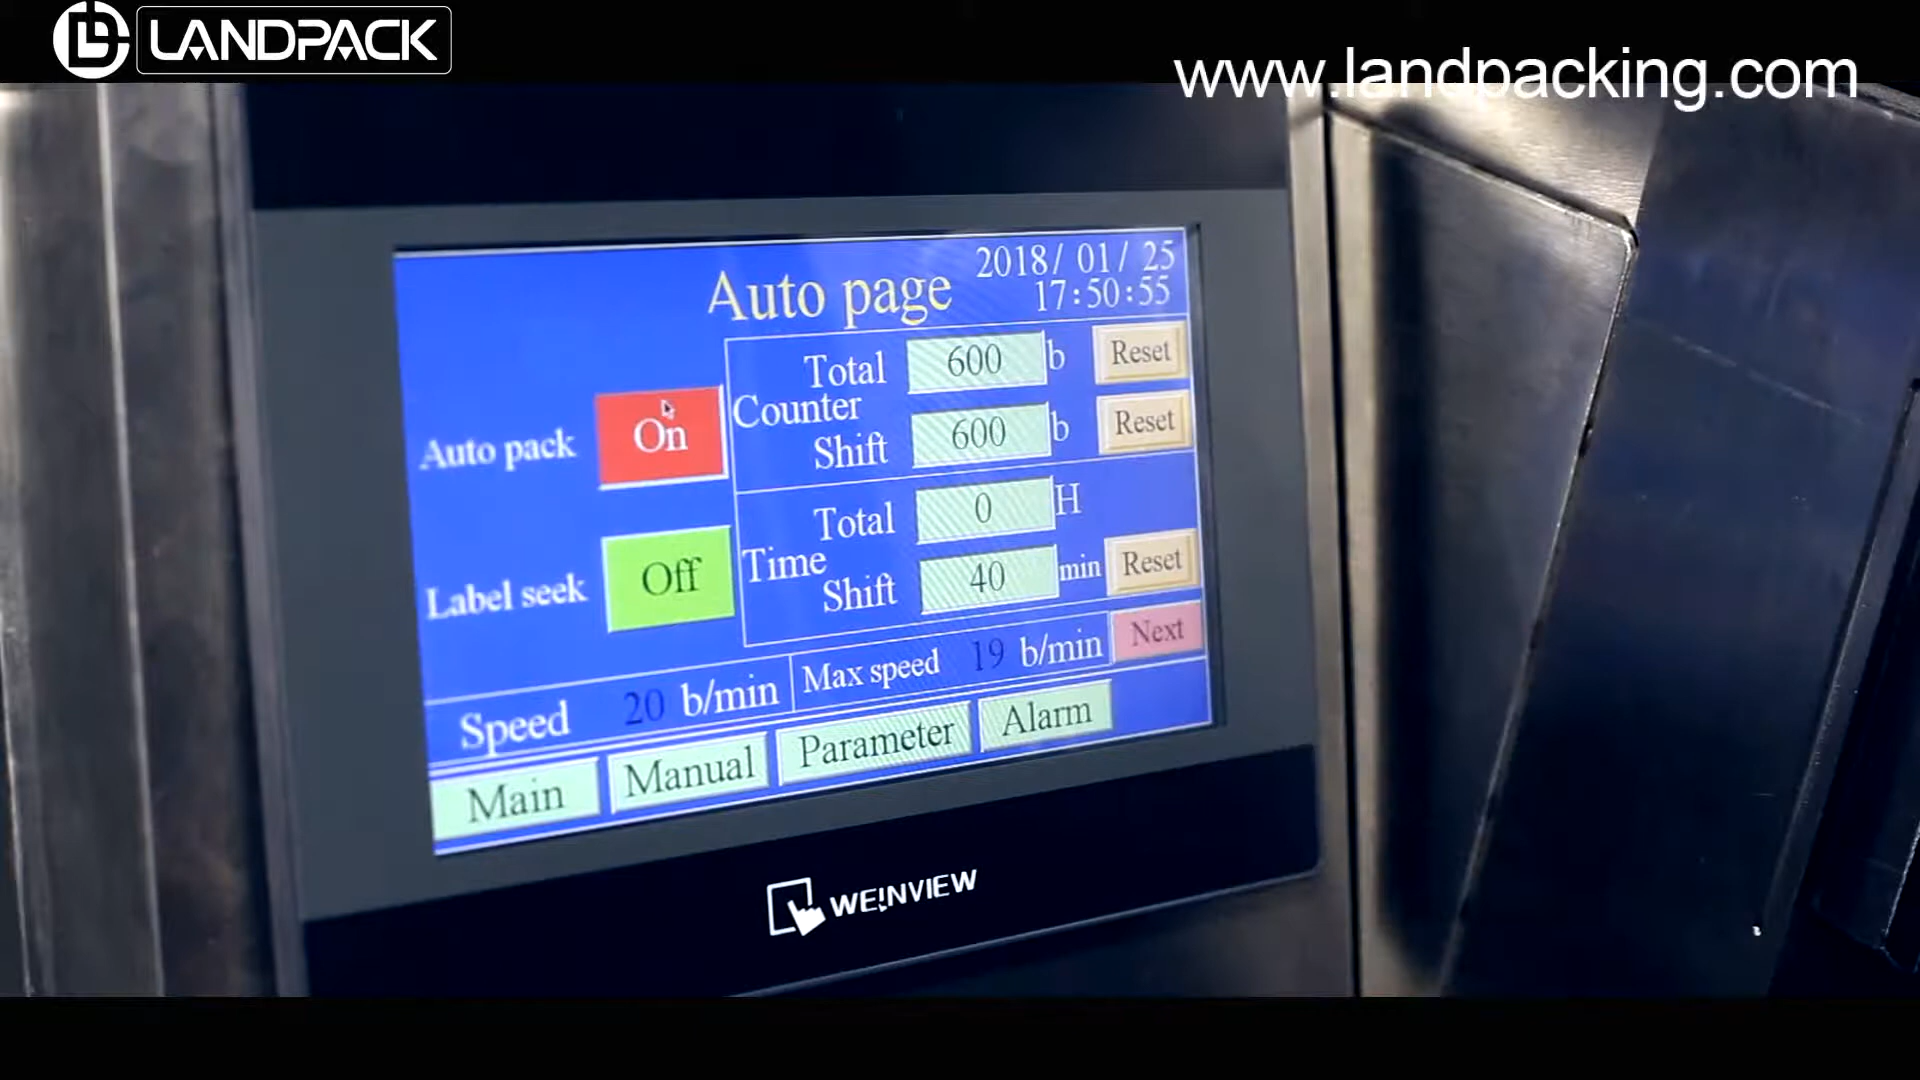 LANDPACK
www.landpacking.com
2018/ 01/ 25
Auto page
17:50:55
Total 600 b Reset
Counter
Shift 600 b Reset
Auto pack On
Total 0 H
Time
Shift 40 min Reset
Label seek Off
Speed 20 b/min Max speed 19 b/min Next
Main Manual Parameter Alarm
WE!NVIEW